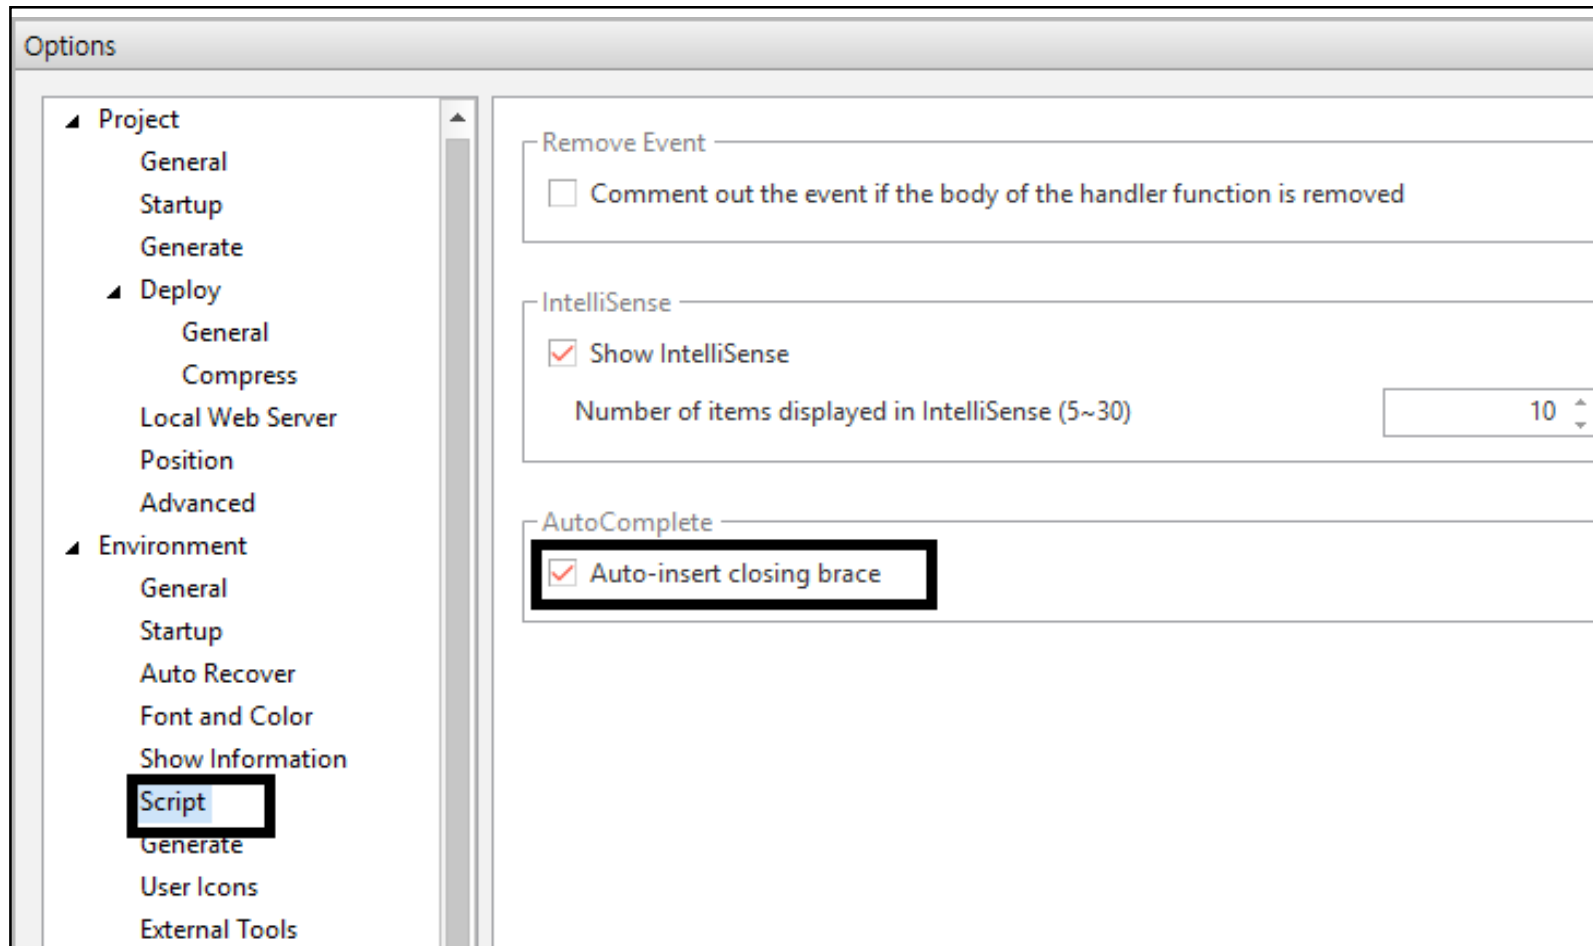 Options
Project
General
Startup
Generate
Deploy
General
Compress
Local Web Server
Position
Advanced
Environment
General
Startup
Auto Recover
Font and Color
Show Information
Script
Generate
User Icons
External Tools
Remove Event
Comment out the event if the body of the handler function is removed
IntelliSense
Show IntelliSense
Number of items displayed in IntelliSense (5~30) 10
AutoComplete
Auto-insert closing brace